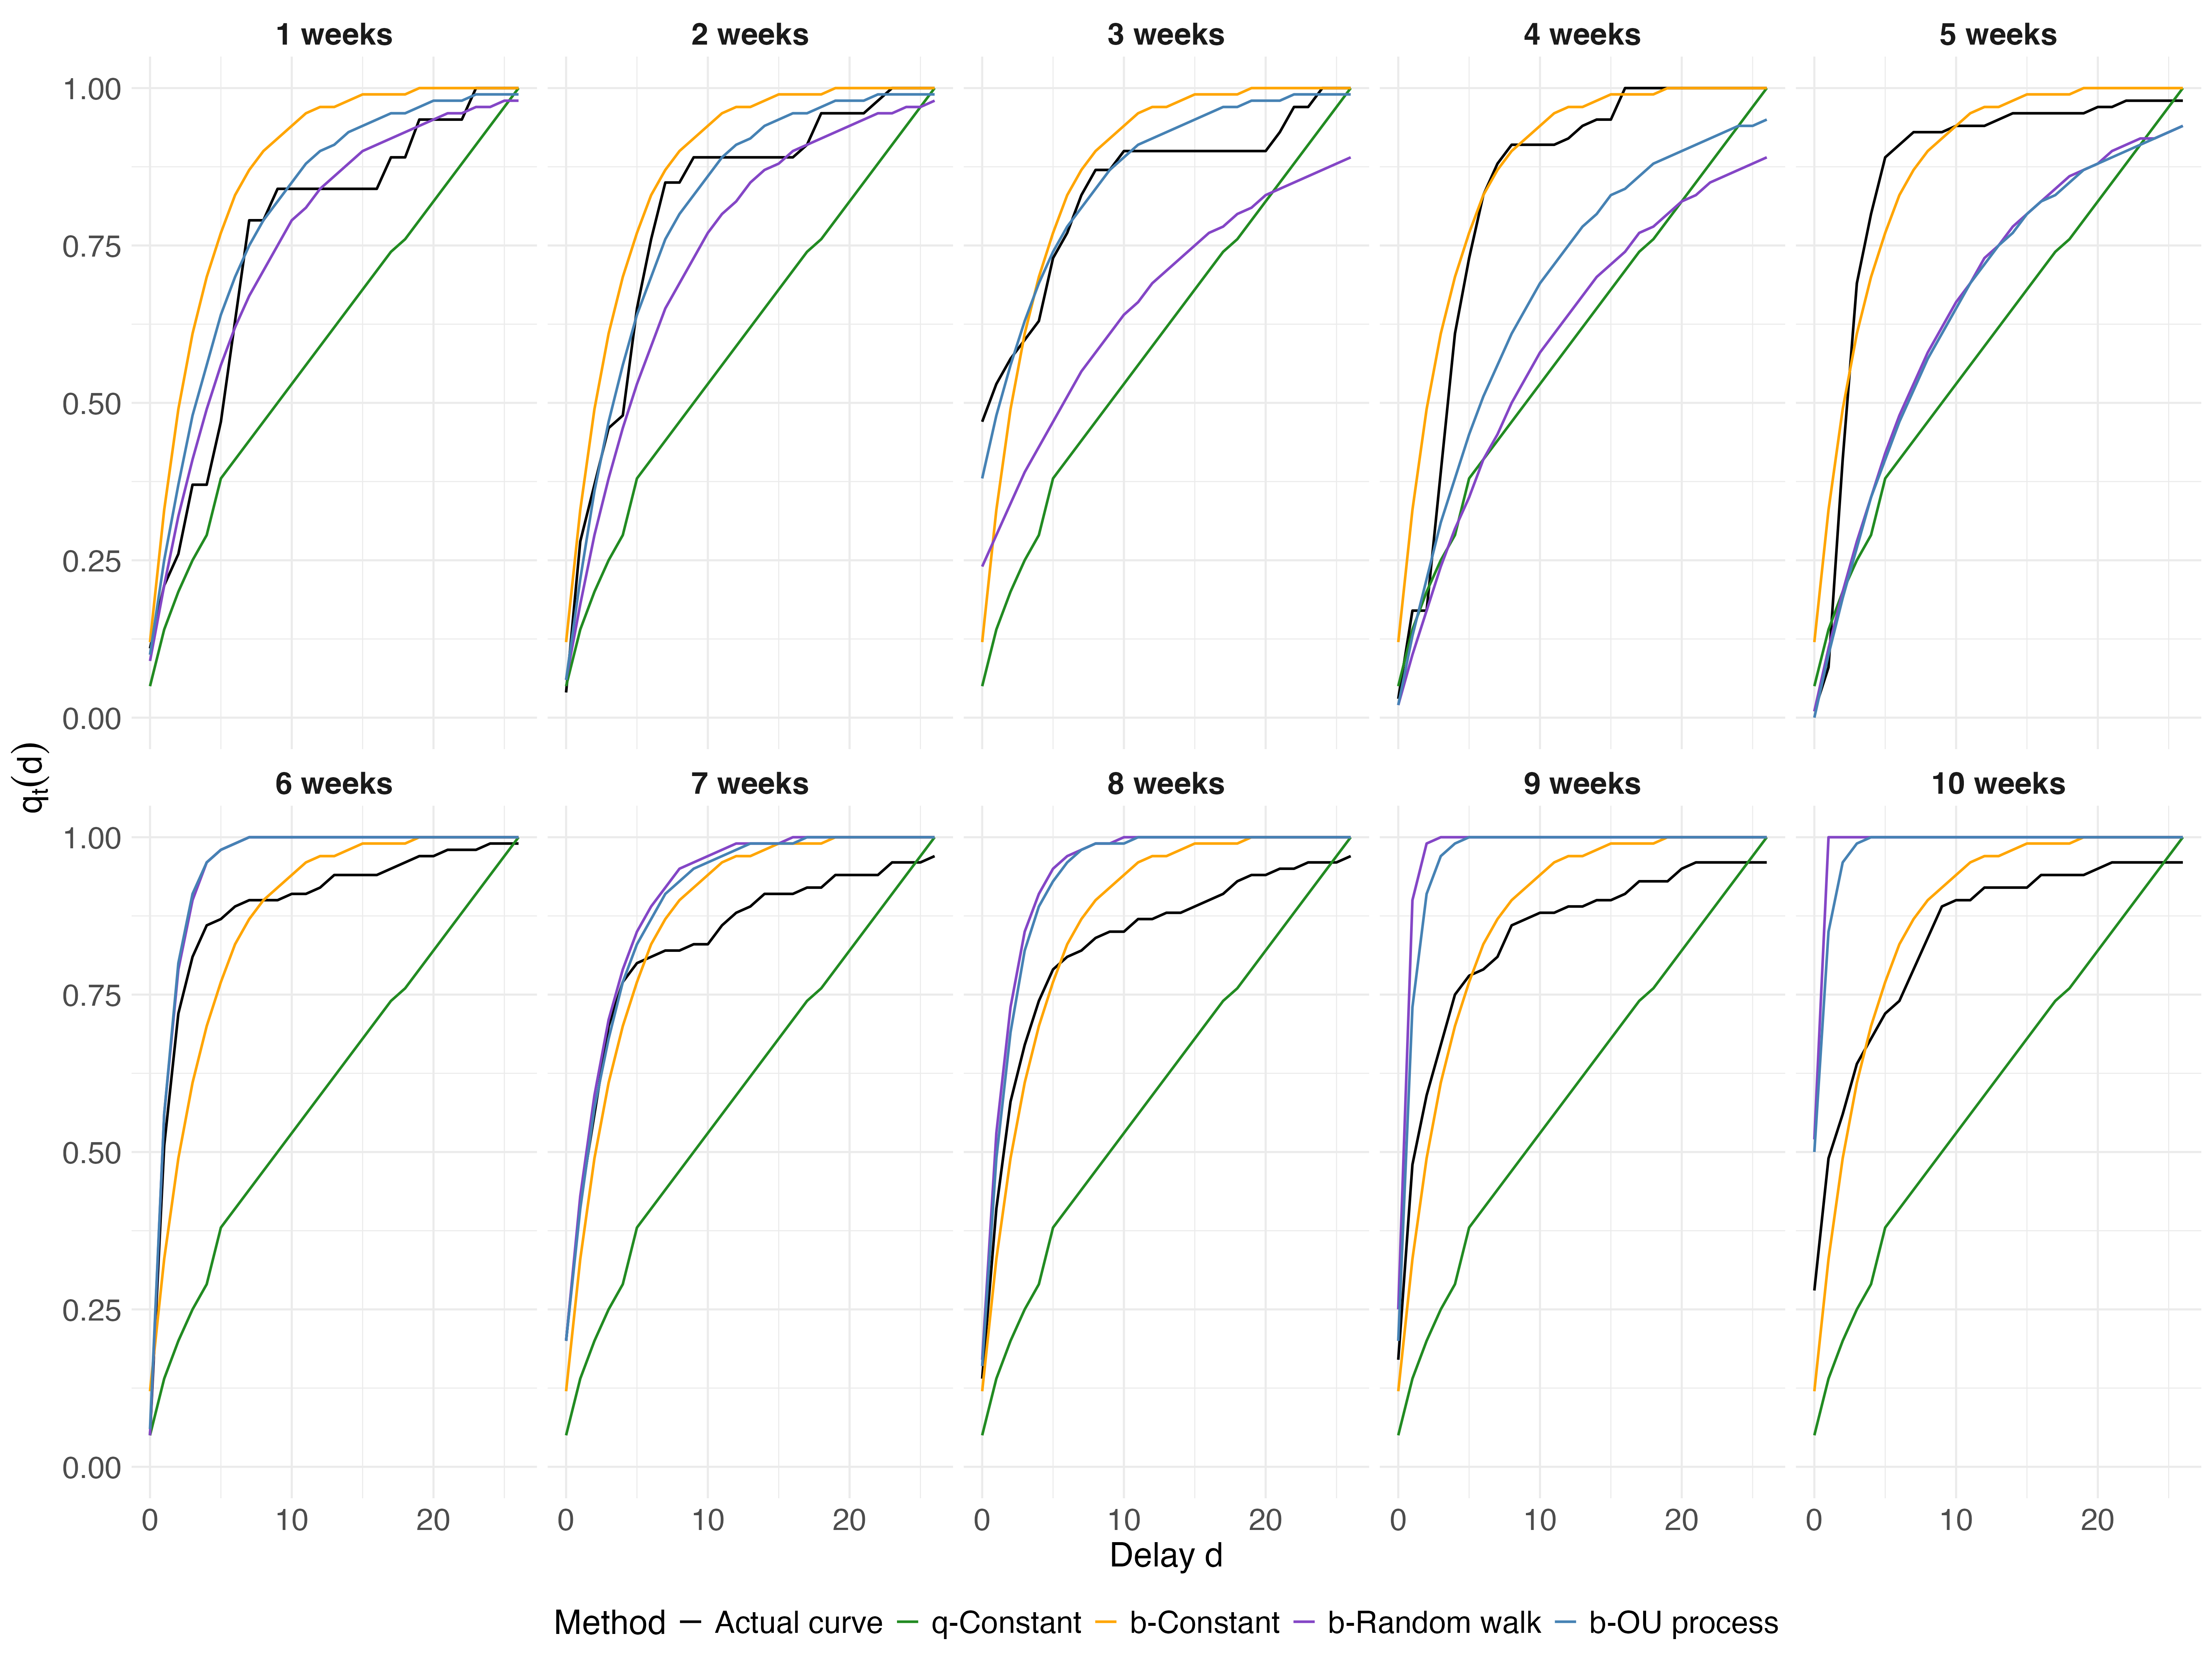 1 weeks 2 weeks 3 weeks 4 weeks 5 weeks
1.00
0.75
0.50
0.25
0.00
qt(d)
6 weeks 7 weeks 8 weeks 9 weeks 10 weeks
1.00
0.75
0.50
0.25
0.00
0 10 20 0 10 20 0 10 20 0 10 20 0 10 20
Delay d
Method Actual curve q-Constant b-Constant b-Random walk b-OU process